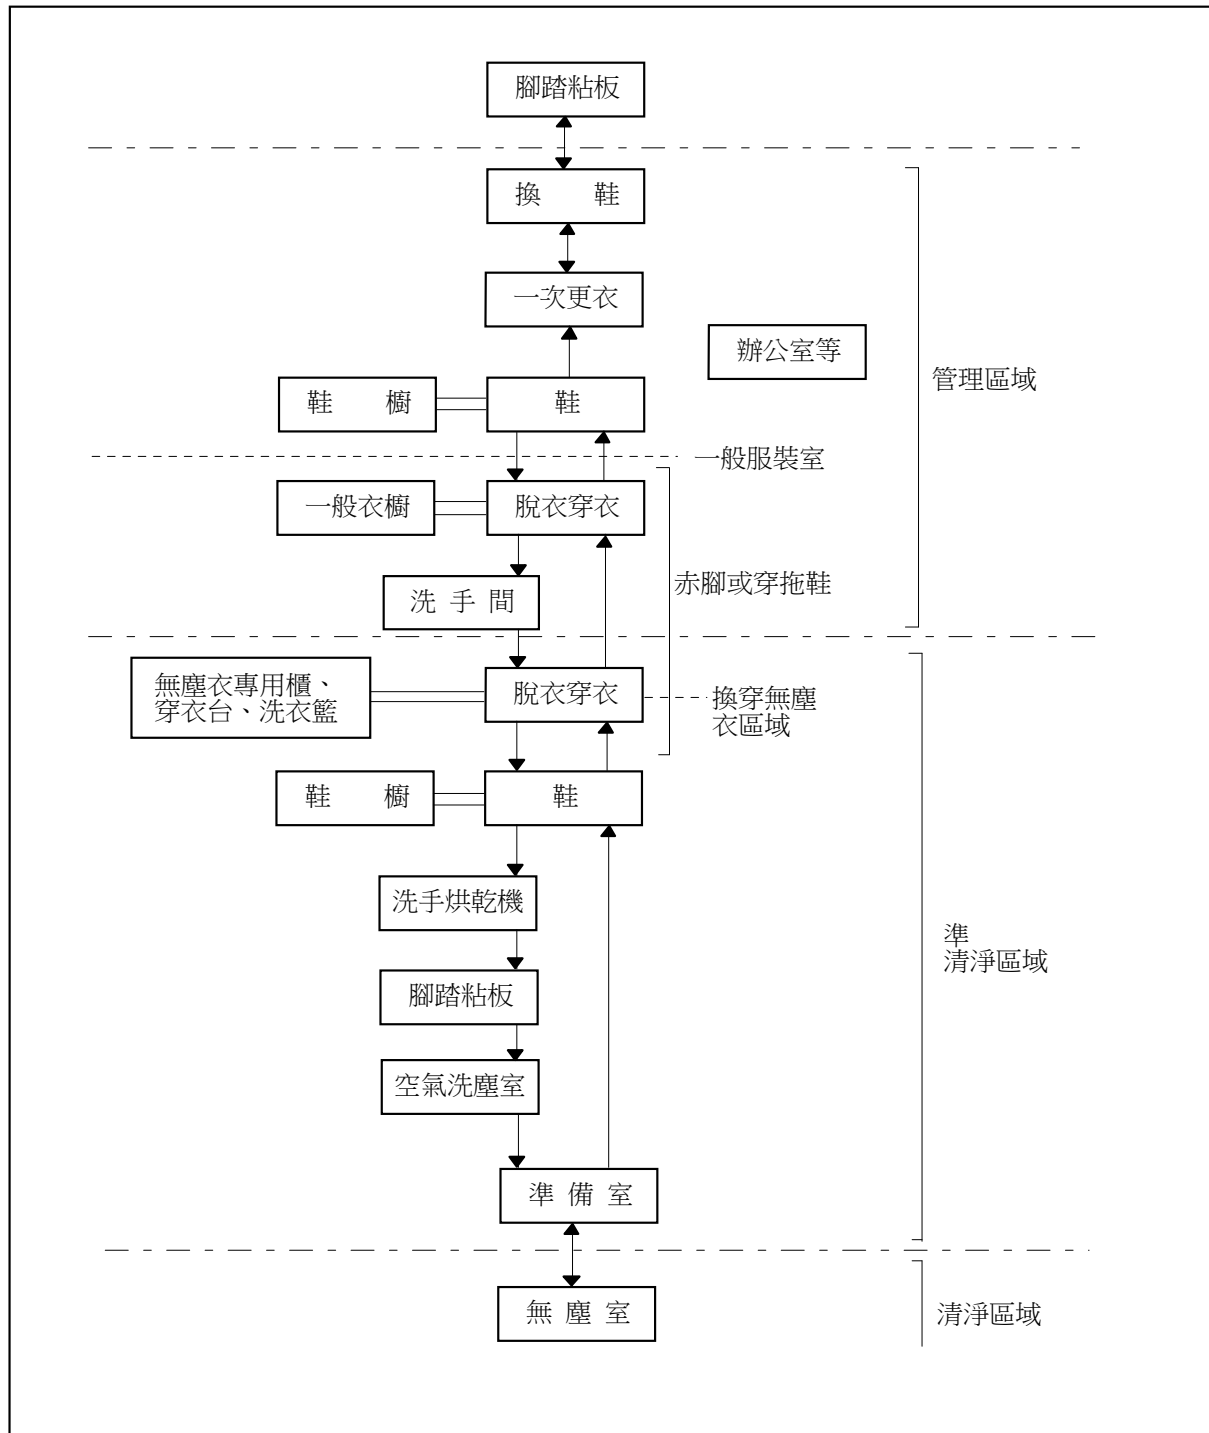 腳踏粘板
換 鞋
一次更衣
辦公室等
管理區域
鞋 櫥
鞋
一般服裝室
一般衣櫥
脫衣穿衣
赤腳或穿拖鞋
洗 手 間
無塵衣專用櫃、
穿衣台、洗衣籃
脫衣穿衣
換穿無塵
衣區域
鞋 櫥
鞋
洗手烘乾機
準
清淨區域
腳踏粘板
空氣洗塵室
準 備 室
無 塵 室
清淨區域